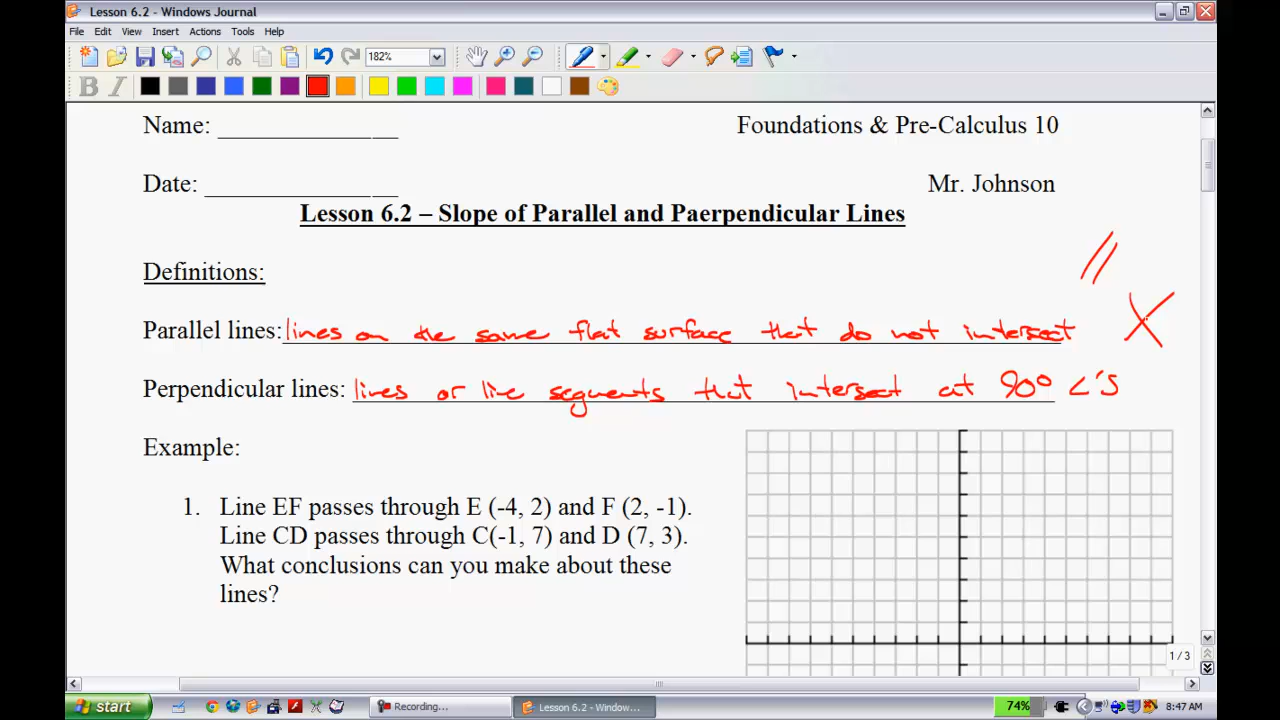 Lesson 6.2 - Windows Journal
File Edit View Insert Actions Tools Help
182%
B I
Name: ____________
Foundations & Pre-Calculus 10
Date: ____________
Mr. Johnson
Lesson 6.2 – Slope of Parallel and Paerpendicular Lines
Definitions:
Parallel lines: lines on the same flat surface that do not intersect
Perpendicular lines: lines or line segments that intersect at 90° <'s
Example:
1. Line EF passes through E (-4, 2) and F (2, -1).
Line CD passes through C(-1, 7) and D (7, 3).
What conclusions can you make about these
lines?
1 / 3
start
Recording...
Lesson 6.2 - Window...
74%
8:47 AM